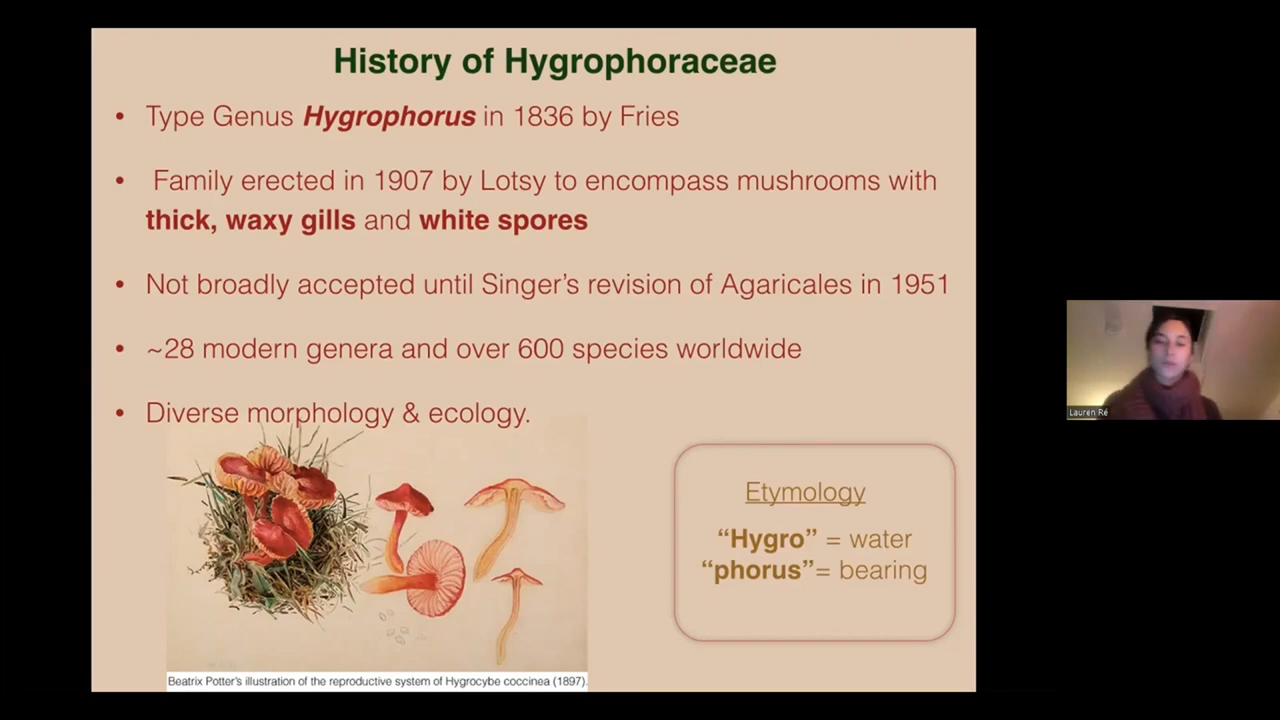 History of Hygrophoraceae
• Type Genus Hygrophorus in 1836 by Fries
• Family erected in 1907 by Lotsy to encompass mushrooms with
thick, waxy gills and white spores
• Not broadly accepted until Singer's revision of Agaricales in 1951
• ~28 modern genera and over 600 species worldwide
• Diverse morphology & ecology.
Etymology
"Hygro" = water
"phorus"= bearing
Beatrix Potter's illustration of the reproductive system of Hygrocybe coccinea (1897).
Lauren Ré